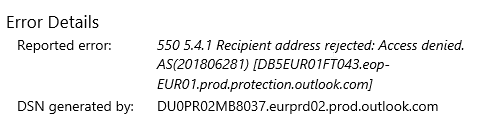 Error Details
Reported error: 550 5.4.1 Recipient address rejected: Access denied.
AS(201806281) [DB5EUR01FT043.eop-
EUR01.prod.protection.outlook.com]
DSN generated by: DU0PR02MB8037.eurprd02.prod.outlook.com